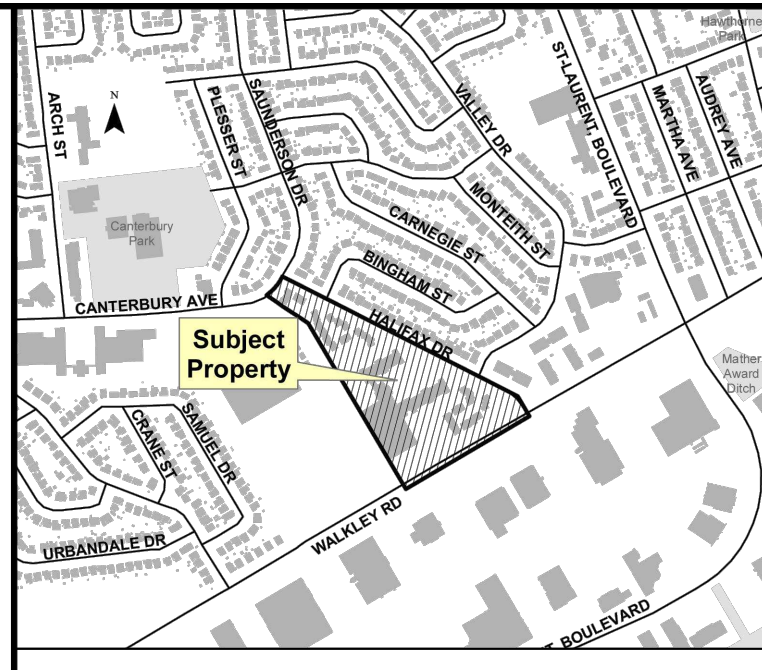 Hawthorne
Park
ARCH ST
N
PLESSER ST
SAUNDERSON DR
VALLEY DR
ST-LAURENT, BOULEVARD
MARTHA AVE
AUDREY AVE
Canterbury
Park
CARNEGIE ST
MONTEITH ST
BINGHAM ST
CANTERBURY AVE
HALIFAX DR
Subject
Property
Mather
Award
Ditch
CRANE ST
SAMUEL DR
WALKLEY RD
URBANDALE DR
T, BOULEVARD